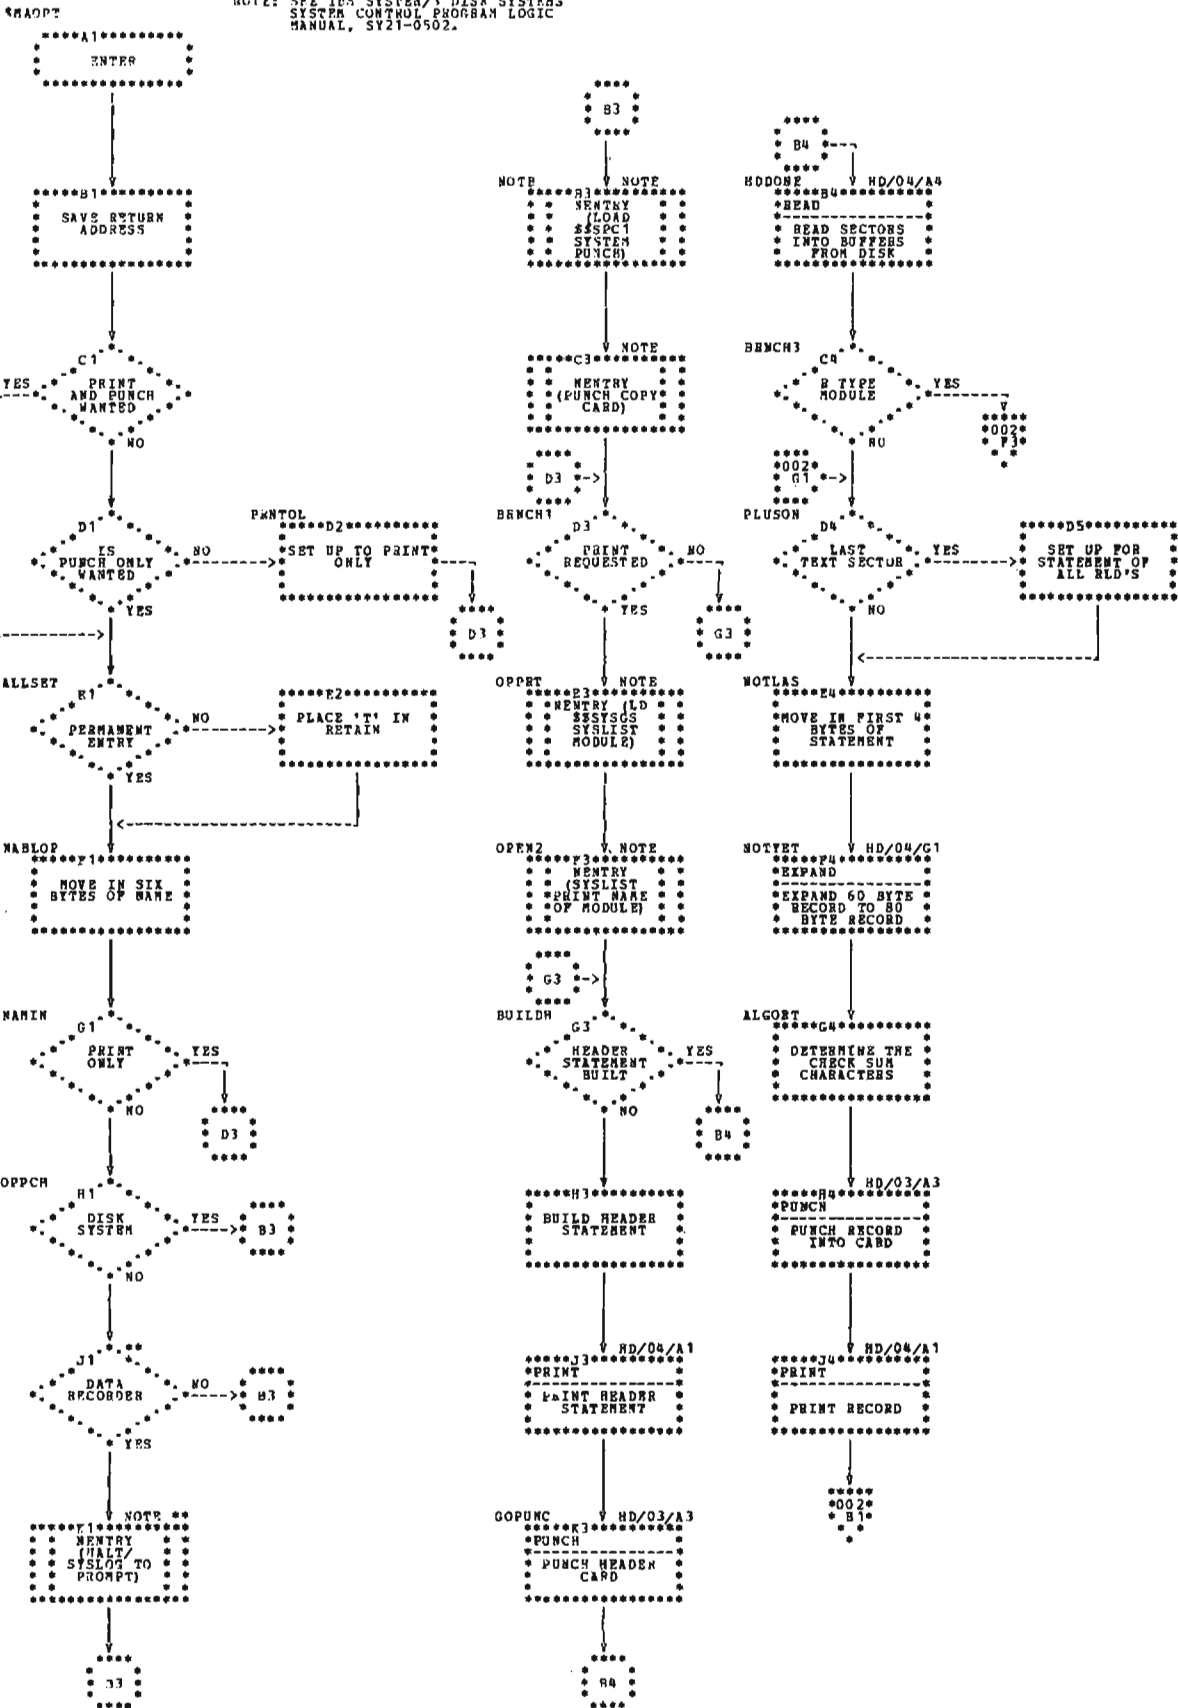 $MAOPT
NOTE: SEE IBM SYSTEM/3 DISK SYSTEMS
SYSTEM CONTROL PROGRAM LOGIC
MANUAL, SY21-0502.
A1
ENTER
B1
SAVE RETURN
ADDRESS
C1
PRINT
AND PUNCH
WANTED
YES
NO
D1
IS
PUNCH ONLY
WANTED
NO
YES
PRNTOL
D2
SET UP TO PRINT
ONLY
D3
ALLSET
E1
PERMANENT
ENTRY
NO
YES
E2
PLACE 'T' IN
RETAIN
NABLOP
F1
MOVE IN SIX
BYTES OF NAME
NAMIN
G1
PRINT
ONLY
YES
NO
D3
OPPCH
H1
DISK
SYSTEM
YES
NO
B3
J1
**
DATA
RECORDER
NO
YES
B3
NOTE **
K1
NENTRY
(HALT/
SYSLOG TO
PROMPT)
B3
B3
NOTE
NOTE
B3
NENTRY
(LOAD
$$SPC1
SYSTEM
PUNCH)
NOTE
C3
NENTRY
(PUNCH COPY
CARD)
D3
BRNCH1
D3
PRINT
REQUESTED
NO
YES
G3
OPPRT
NOTE
E3
NENTRY (LD
$$SYSGS
SYSLIST
MODULE)
OPEN2
NOTE
F3
NENTRY
(SYSLIST
PRINT NAME
OF MODULE)
G3
BUILDH
G3
HEADER
STATEMENT
BUILT
YES
NO
B4
H3
BUILD HEADER
STATEMENT
HD/04/A1
J3
PRINT
PRINT HEADER
STATEMENT
GOPUNC
HD/03/A3
K3
PUNCH
PUNCH HEADER
CARD
B4
B4
HDDONE
HD/04/A4
B4
READ
READ SECTORS
INTO BUFFERS
FROM DISK
BRNCH3
C4
R TYPE
MODULE
YES
NO
002
F3
002
G1
PLUSON
D4
LAST
TEXT SECTOR
YES
NO
D5
SET UP FOR
STATEMENT OF
ALL RLD'S
NOTLAS
E4
MOVE IN FIRST 4
BYTES OF
STATEMENT
NOTYET
HD/04/G1
F4
EXPAND
EXPAND 60 BYTE
RECORD TO 80
BYTE RECORD
ALGORT
G4
DETERMINE THE
CHECK SUM
CHARACTERS
HD/03/A3
H4
PUNCH
PUNCH RECORD
INTO CARD
HD/04/A1
J4
PRINT
PRINT RECORD
002
B1